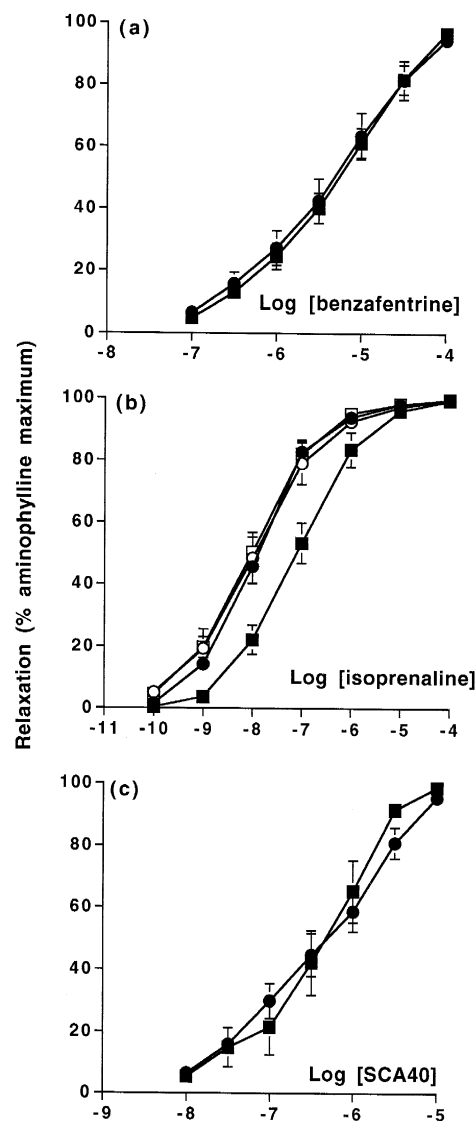 Relaxation (% aminophylline maximum)
(a)
100
80
60
40
20
0
Log [benzafentrine]
-8 -7 -6 -5 -4
(b)
100
80
60
40
20
0
Log [isoprenaline]
-11 -10 -9 -8 -7 -6 -5 -4
(c)
100
80
60
40
20
0
Log [SCA40]
-9 -8 -7 -6 -5